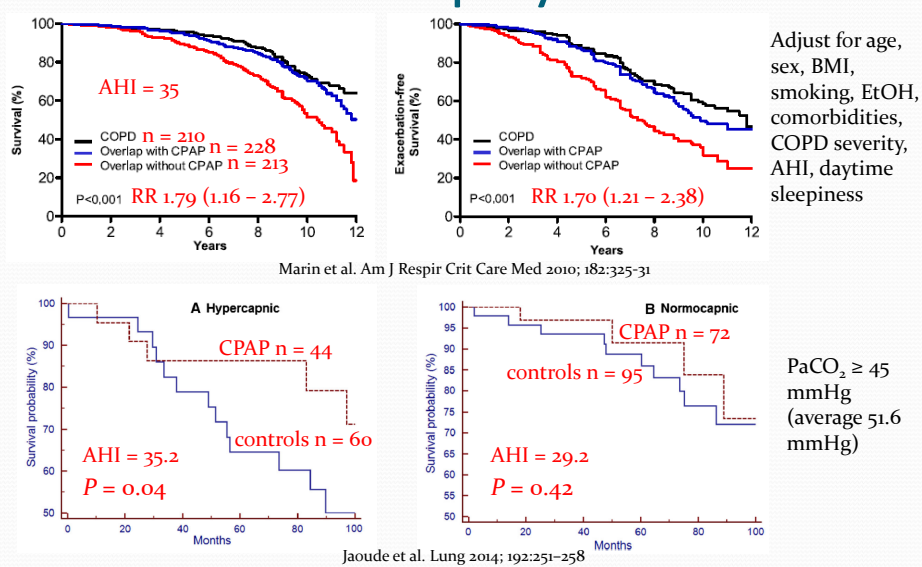 100
80
60
40
20
0
Survival (%)
AHI = 35
COPD n = 210
Overlap with CPAP n = 228
Overlap without CPAP n = 213
P<0,001 RR 1.79 (1.16 – 2.77)
0 2 4 6 8 10 12
Years
100
80
60
40
20
0
Exacerbation-free
Survival (%)
COPD
Overlap with CPAP
Overlap without CPAP
P<0,001 RR 1.70 (1.21 – 2.38)
0 2 4 6 8 10 12
Years
Adjust for age,
sex, BMI,
smoking, EtOH,
comorbidities,
COPD severity,
AHI, daytime
sleepiness
Marin et al. Am J Respir Crit Care Med 2010; 182:325-31
A Hypercapnic
100
90
80
70
60
50
Survival probability (%)
CPAP n = 44
controls n = 60
AHI = 35.2
P = 0.04
0 20 40 60 80 100
Months
B Normocapnic
100
95
90
85
80
75
70
65
60
55
50
Survival probability (%)
CPAP n = 72
controls n = 95
AHI = 29.2
P = 0.42
0 20 40 60 80 100
Months
PaCO₂ ≥ 45
mmHg
(average 51.6
mmHg)
Jaoude et al. Lung 2014; 192:251–258